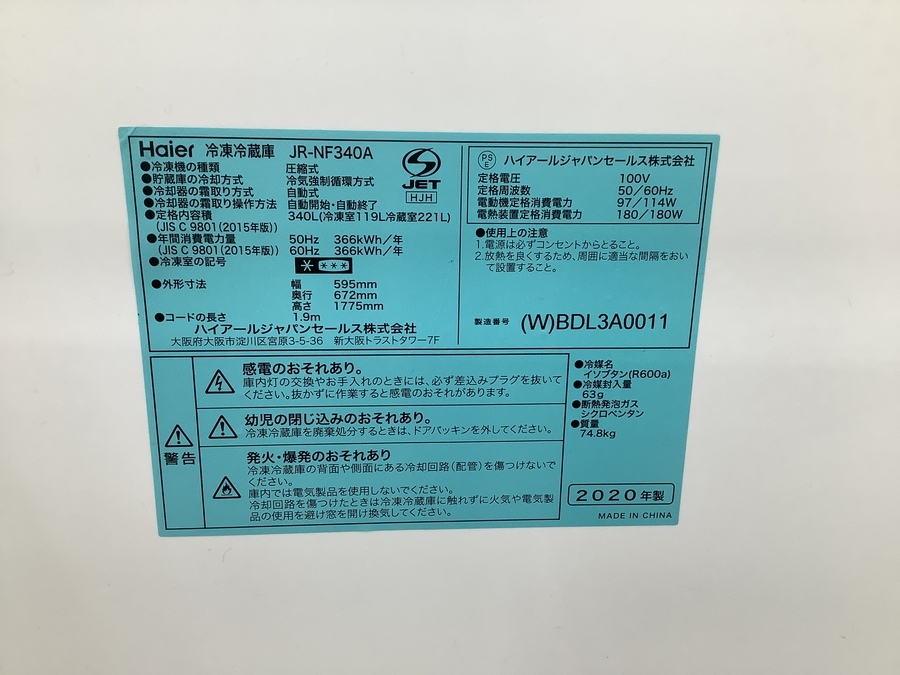 Haier 冷凍冷蔵庫 JR-NF340A
●冷凍機の種類 圧縮式
●貯蔵庫の冷却方式 冷気強制循環方式
●冷却器の霜取り方式 自動式
●冷却器の霜取り操作方法 自動開始・自動終了
●定格内容積 340L(冷凍室119L冷蔵室221L)
(JIS C 9801(2015年版))
●年間消費電力量 50Hz 366kWh/年
(JIS C 9801(2015年版)) 60Hz 366kWh/年
●冷凍室の記号
●外形寸法 幅 595mm
奥行 672mm
高さ 1775mm
●コードの長さ 1.9m
ハイアールジャパンセールス株式会社
大阪府大阪市淀川区宮原3-5-36 新大阪トラストタワー7F
S
JET
HJH
PSE ハイアールジャパンセールス株式会社
定格電圧 100V
定格周波数 50/60Hz
電動機定格消費電力 97/114W
電熱装置定格消費電力 180/180W
●使用上の注意
1.電源は必ずコンセントからとること。
2.放熱を良くするため、周囲に適当な間隔をおい
て設置すること。
製造番号 (W)BDL3A0011
警告
感電のおそれあり。
庫内灯の交換やお手入れのときには、必ず差込みプラグを抜いて
ください。抜かずに作業すると感電のおそれがあります。
幼児の閉じ込みのおそれあり。
冷凍冷蔵庫を廃棄処分するときは、ドアパッキンを外してください。
発火・爆発のおそれあり
冷凍冷蔵庫の背面や側面にある冷却回路(配管)を傷つけないで
ください。
庫内では電気製品を使用しないでください。
冷却回路を傷つけたときは冷凍冷蔵庫に触れずに火気や電気製
品の使用を避け窓を開け換気してください。
●冷媒名
イソブタン(R600a)
●冷媒封入量
63g
●断熱発泡ガス
シクロペンタン
●質量
74.8kg
2020年製
MADE IN CHINA